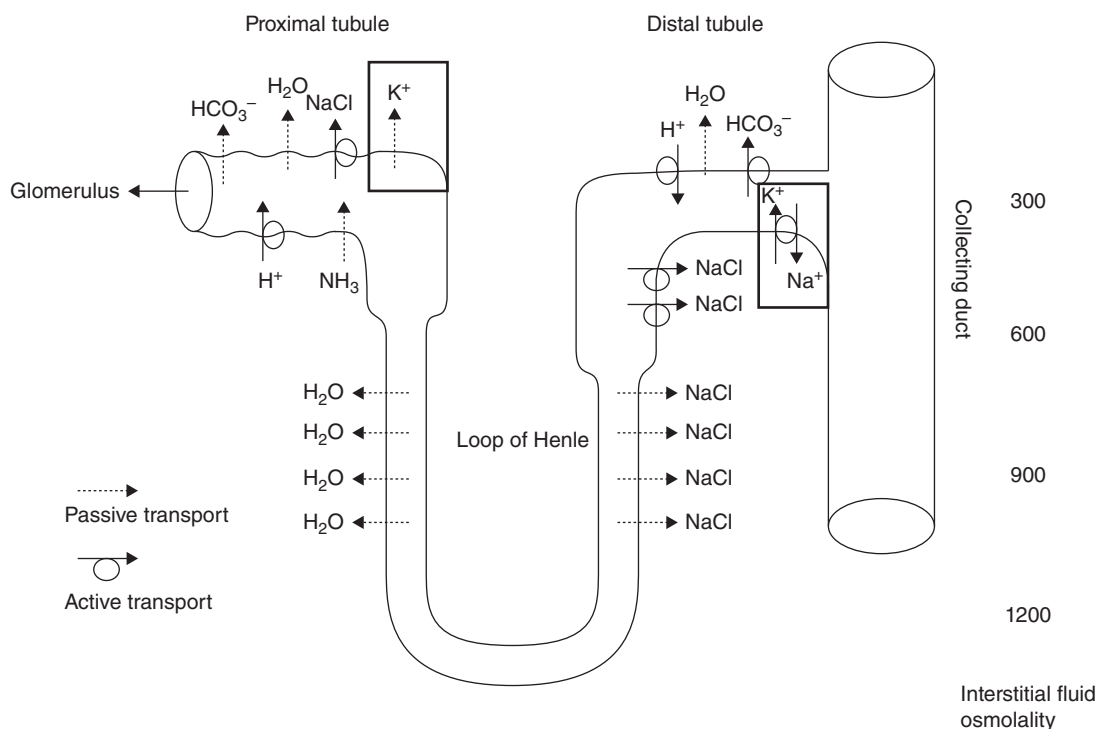 Proximal tubule
Distal tubule
HCO₃⁻
H₂O
NaCl
K⁺
H₂O
H⁺
HCO₃⁻
Glomerulus
H⁺
NH₃
K⁺
Na⁺
NaCl
NaCl
Collecting duct
300
600
H₂O
NaCl
H₂O
Loop of Henle
NaCl
H₂O
NaCl
900
H₂O
NaCl
Passive transport
Active transport
1200
Interstitial fluid
osmolality